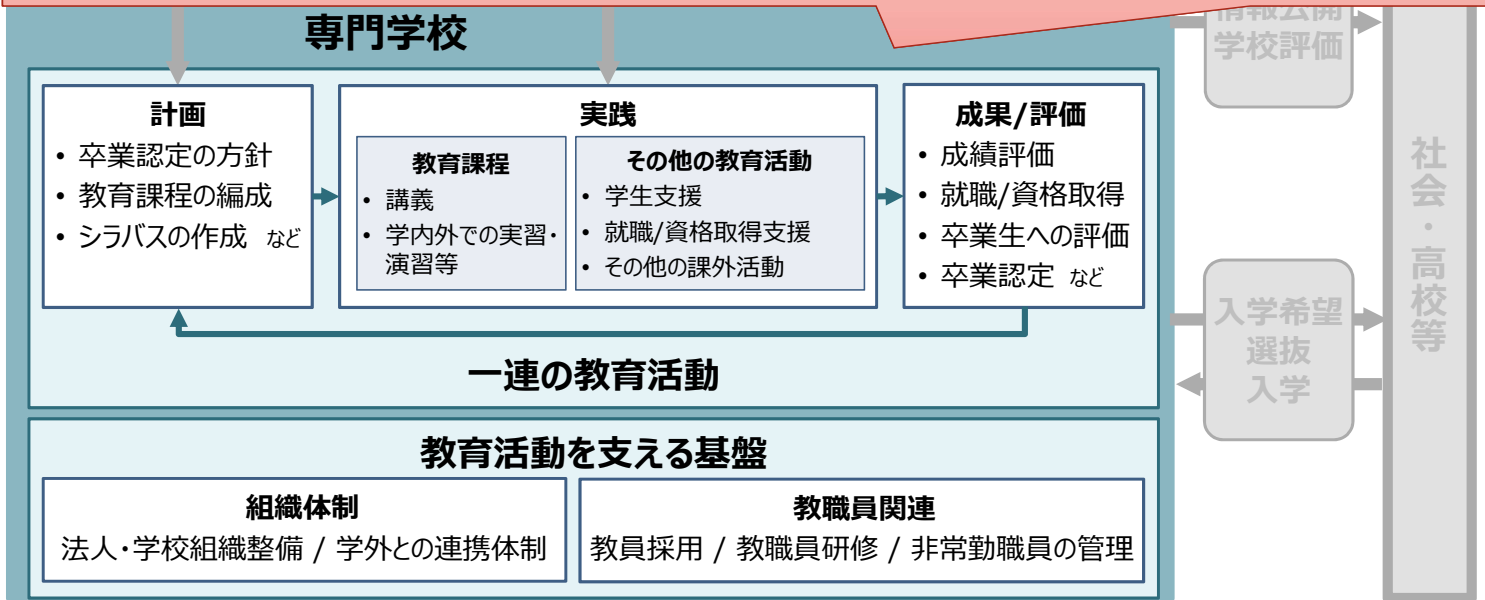 専門学校
情報公開
学校評価
計画
• 卒業認定の方針
• 教育課程の編成
• シラバスの作成 など
実践
教育課程
• 講義
• 学内外での実習・
演習等
その他の教育活動
• 学生支援
• 就職/資格取得支援
• その他の課外活動
成果/評価
• 成績評価
• 就職/資格取得
• 卒業生への評価
• 卒業認定 など
一連の教育活動
入学希望
選抜
入学
社会・高校等
教育活動を支える基盤
組織体制
法人・学校組織整備 / 学外との連携体制
教職員関連
教員採用 / 教職員研修 / 非常勤職員の管理